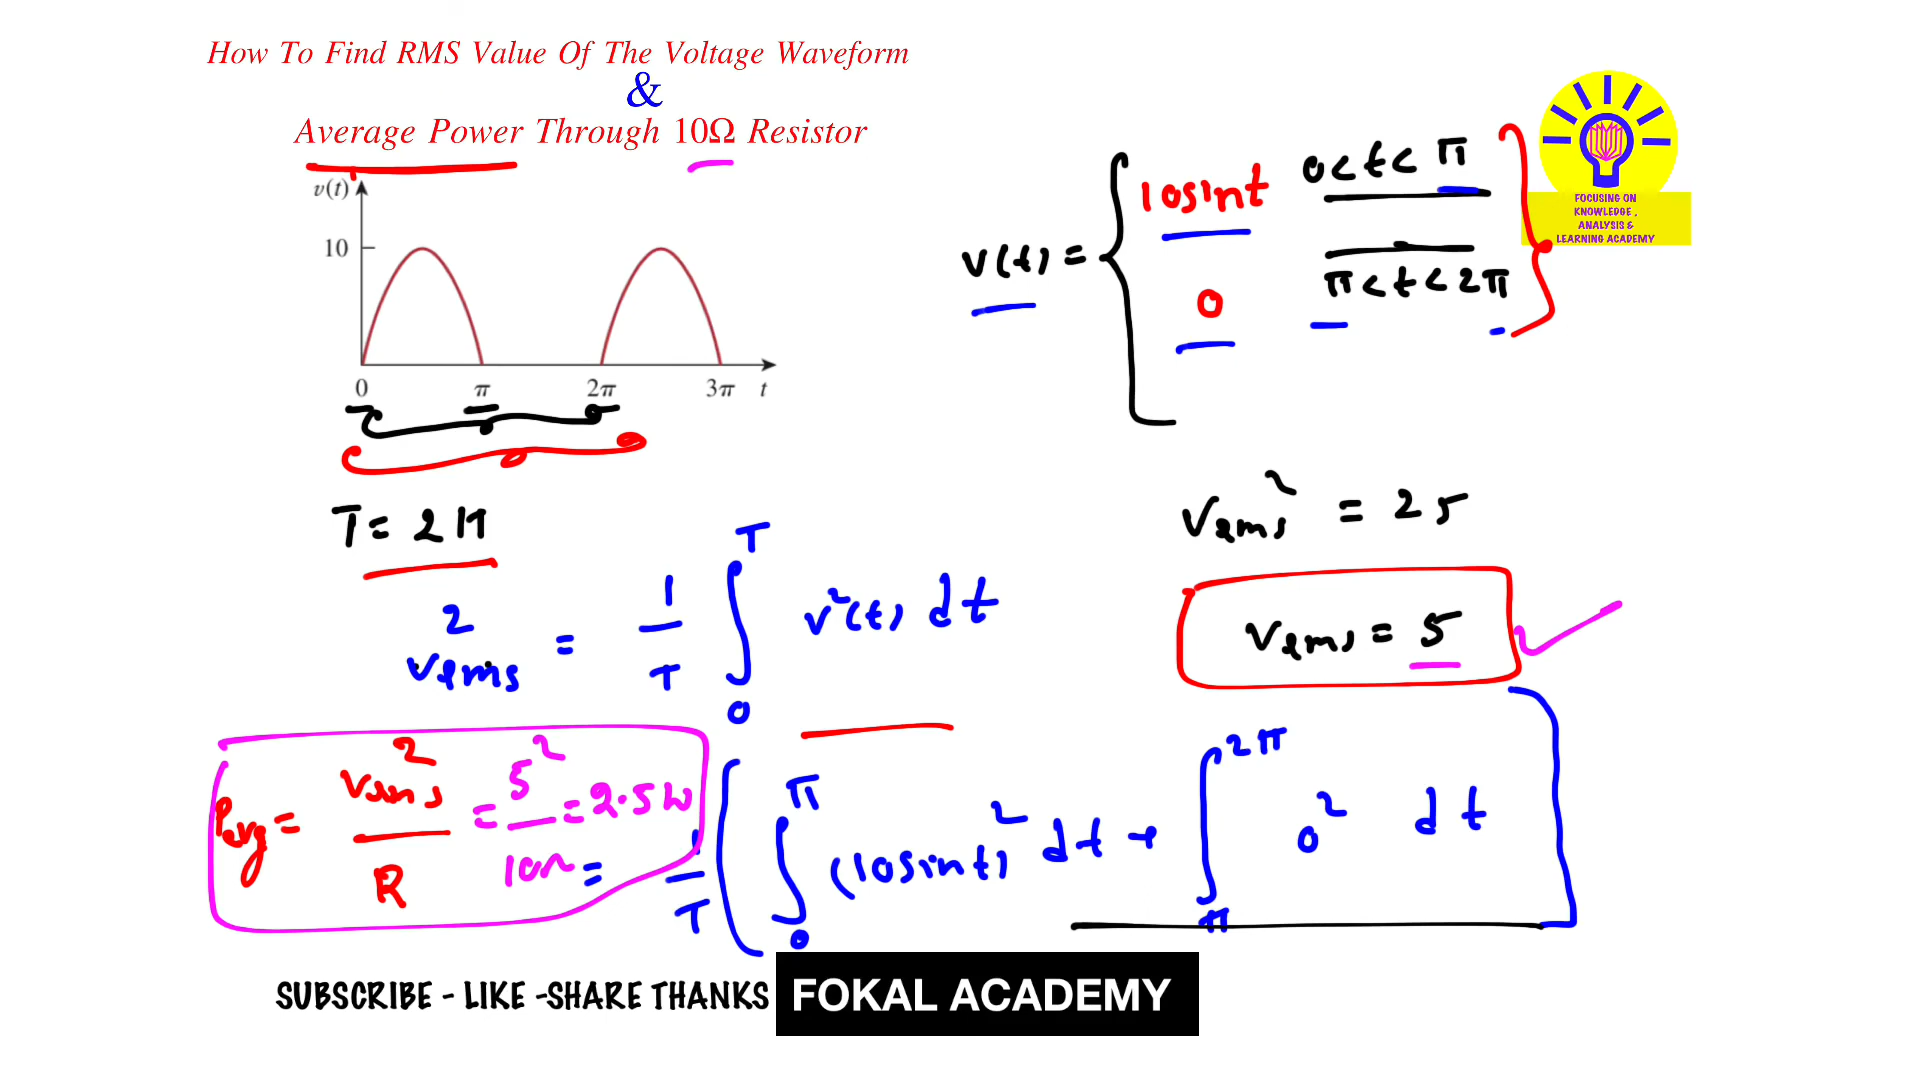 How To Find RMS Value Of The Voltage Waveform
&
Average Power Through 10Ω Resistor
v(t)
10
0 π 2π 3π t
v(t) = { 10sint 0<t<π
0 π<t<2π
FOCUSING ON
KNOWLEDGE ,
ANALYSIS &
LEARNING ACADEMY
T = 2π
V²rms = 1/T ∫₀ᵀ v²(t) dt
= 1/T [ ∫₀^π (10sint)² dt + ∫_π^2π 0² dt ]
Vrms² = 25
Vrms = 5
Pavg = Vrms²/R = 5²/10Ω = 2.5W
SUBSCRIBE - LIKE -SHARE THANKS
FOKAL ACADEMY